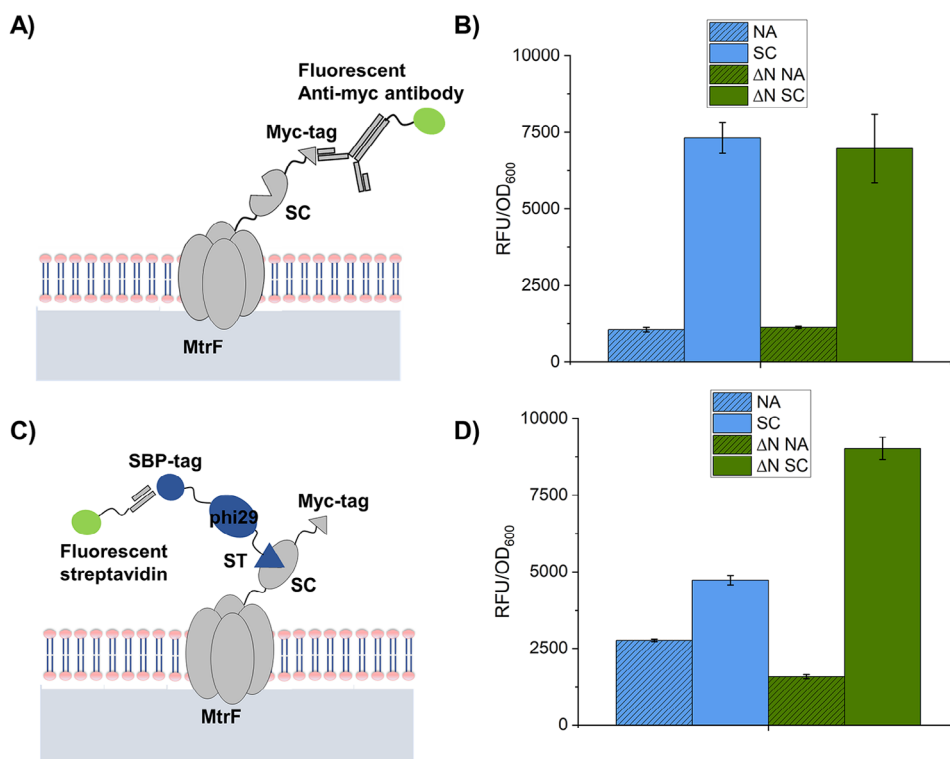 A)
Fluorescent
Anti-myc antibody
Myc-tag
SC
MtrF
B)
NA
SC
ΔN NA
ΔN SC
10000
7500
5000
2500
0
RFU/OD600
C)
SBP-tag
Myc-tag
phi29
Fluorescent
streptavidin
ST
SC
MtrF
D)
NA
SC
ΔN NA
ΔN SC
10000
7500
5000
2500
0
RFU/OD600